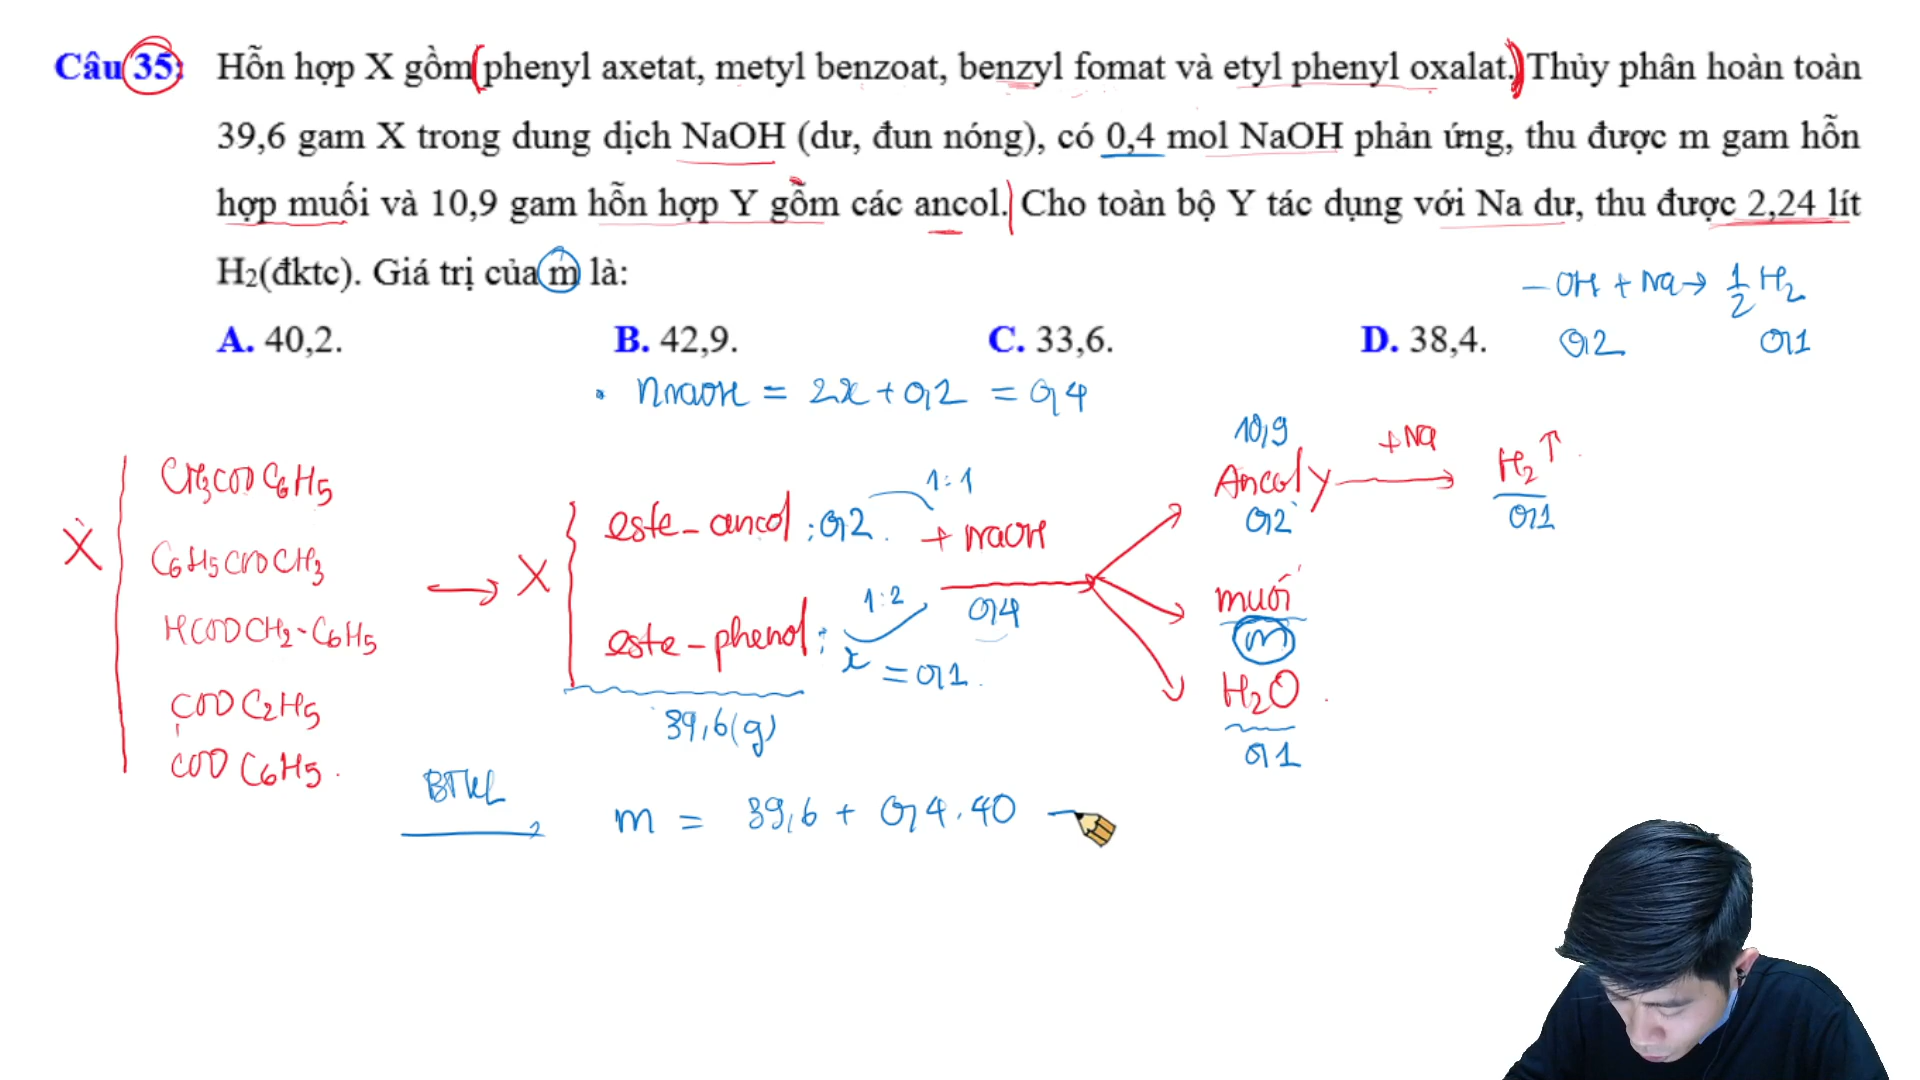 Câu 35: Hỗn hợp X gồm(phenyl axetat, metyl benzoat, benzyl fomat và etyl phenyl oxalat.) Thủy phân hoàn toàn
39,6 gam X trong dung dịch NaOH (dư, đun nóng), có 0,4 mol NaOH phản ứng, thu được m gam hỗn
hợp muối và 10,9 gam hỗn hợp Y gồm các ancol. Cho toàn bộ Y tác dụng với Na dư, thu được 2,24 lít
H₂(đktc). Giá trị của m là:
- OH + Na → 1/2 H₂
0,2 0,1
A. 40,2. B. 42,9. C. 33,6. D. 38,4.
• nNaOH = 2x + 0,2 = 0,4
X
CH₃COO C₆H₅
C₆H₅COOCH₃
HCOOCH₂-C₆H₅
COO C₂H₅
COO C₆H₅.
→ X
este-ancol : 0,2
1:1
este-phenol : x = 0,1.
1:2
39,6(g)
+ NaOH
0,4
10,9
Ancol Y
0,2
+Na
H₂↑
0,1
muối
m
H₂O
0,1
BTKL
m = 39,6 + 0,4.40 -